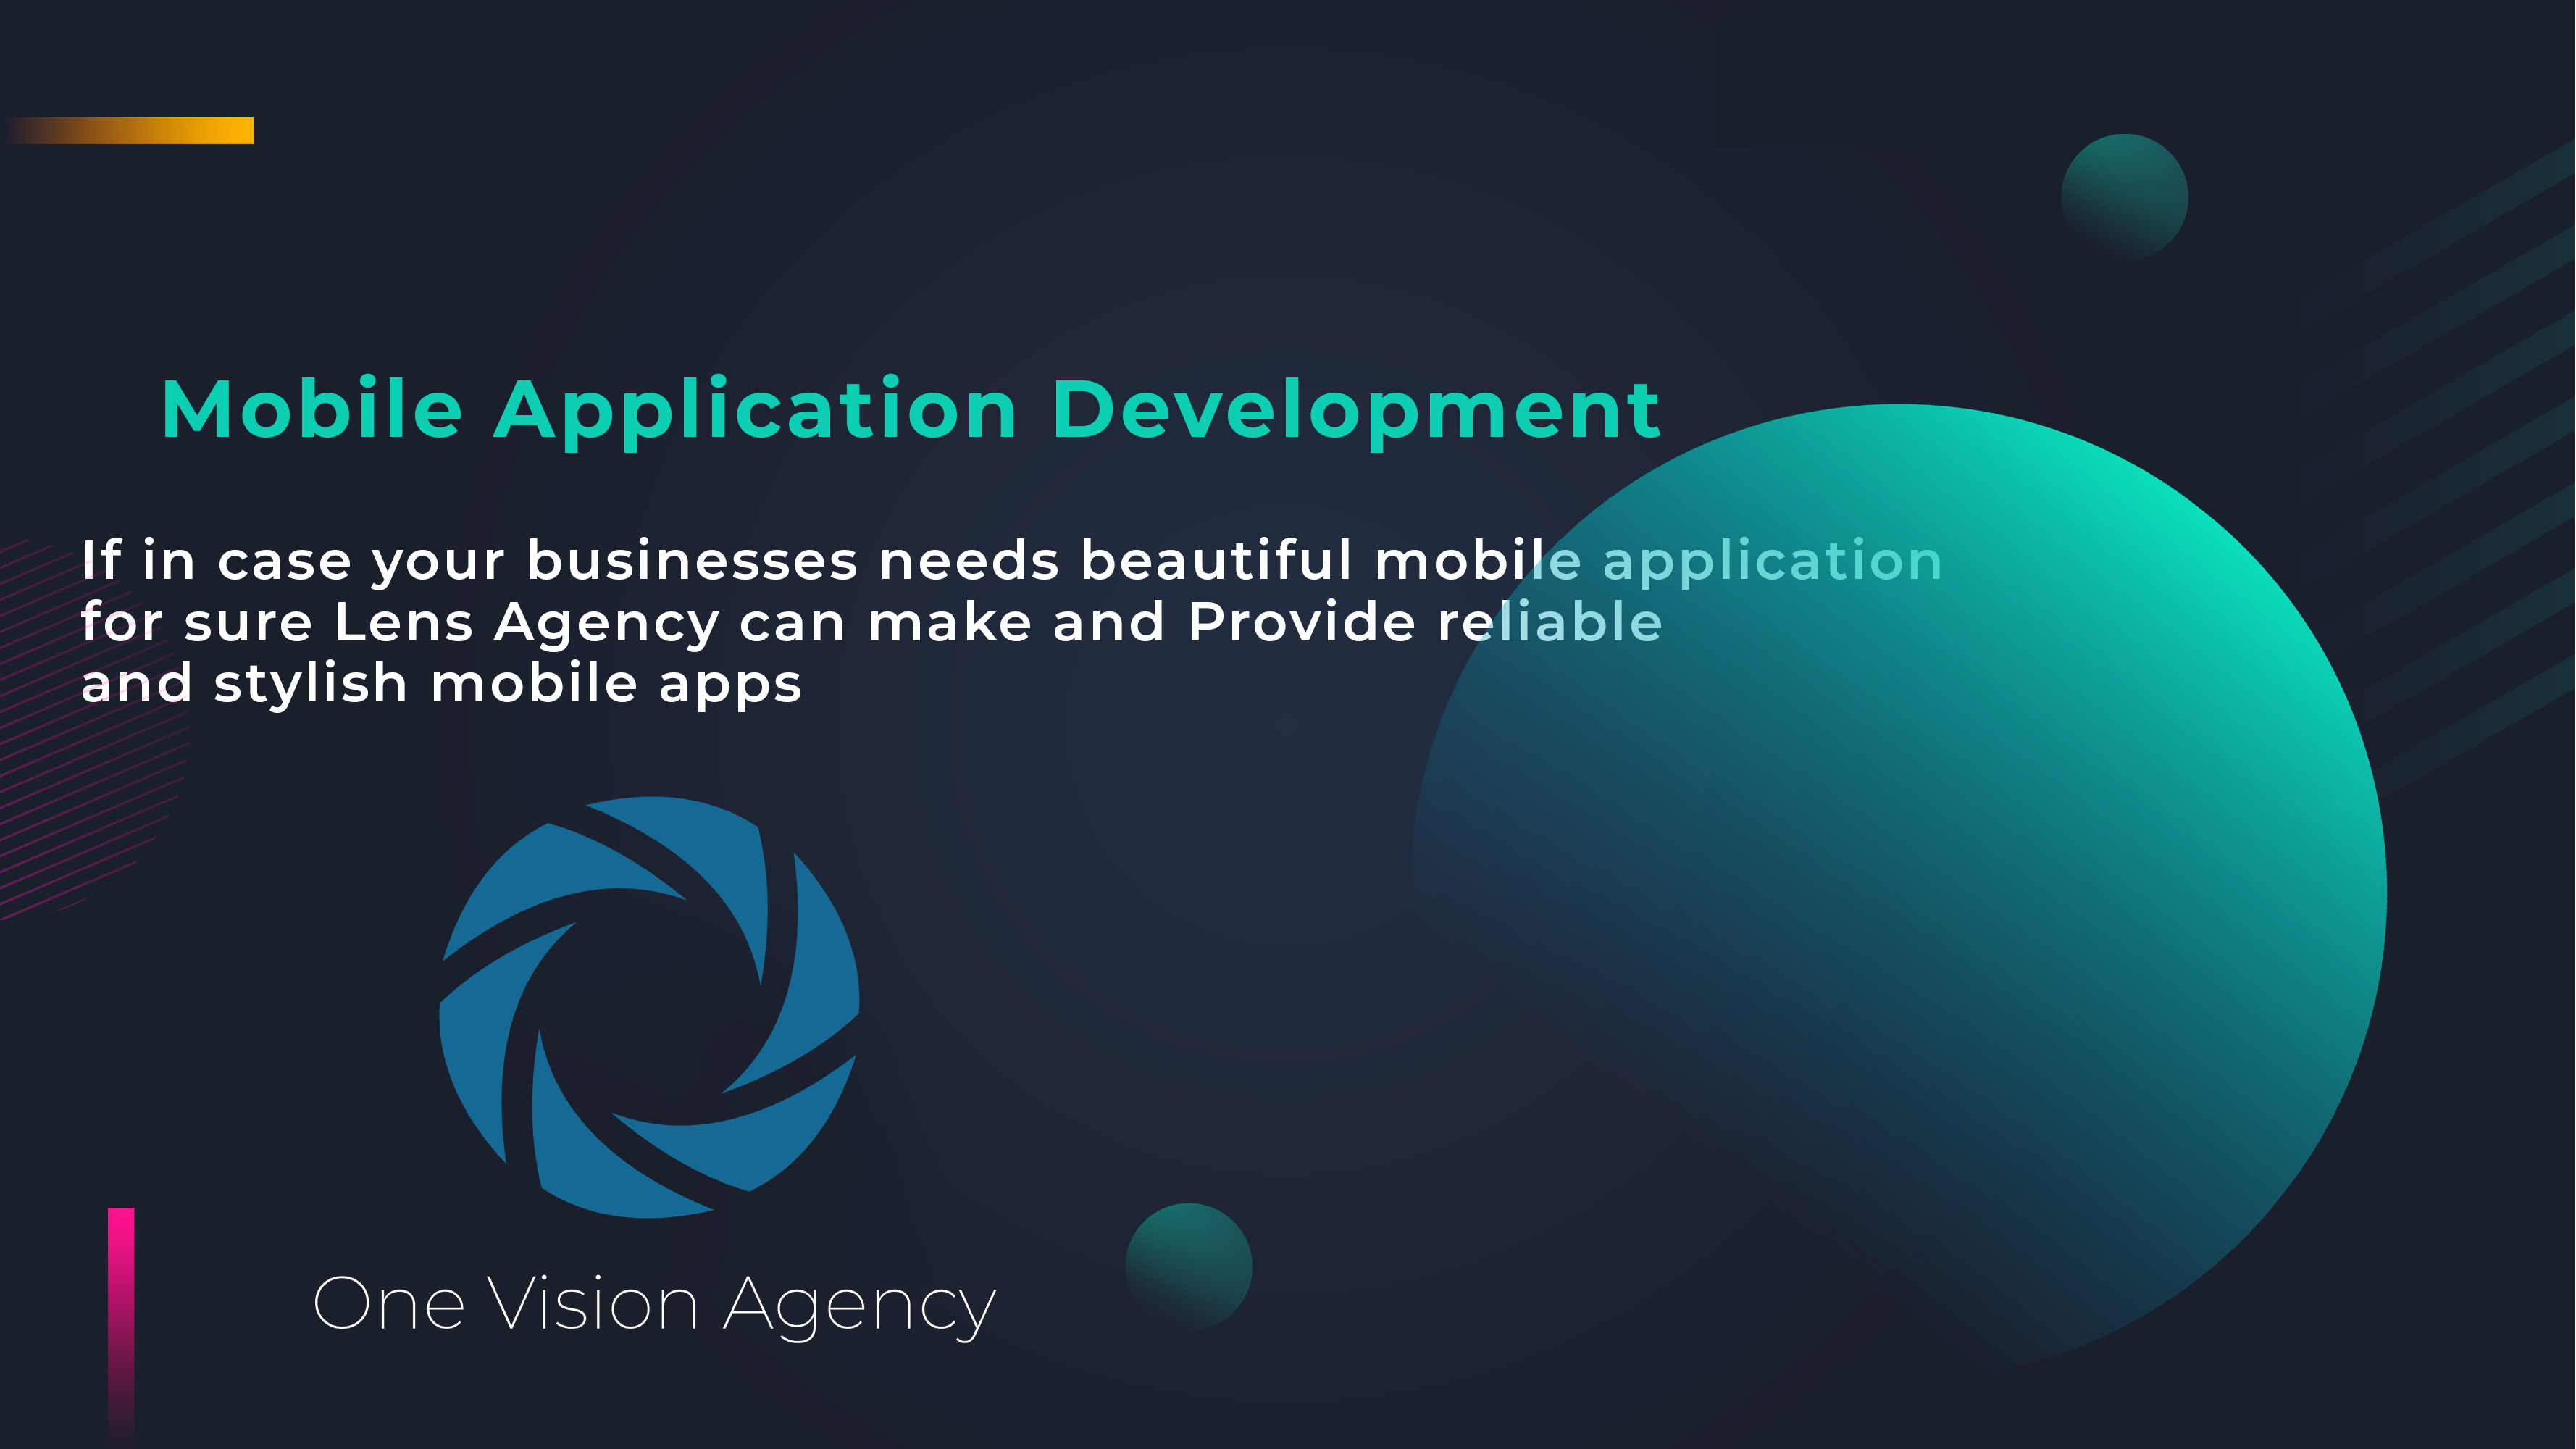 Mobile Application Development
If in case your businesses needs beautiful mobile application
for sure Lens Agency can make and Provide reliable
and stylish mobile apps
One Vision Agency